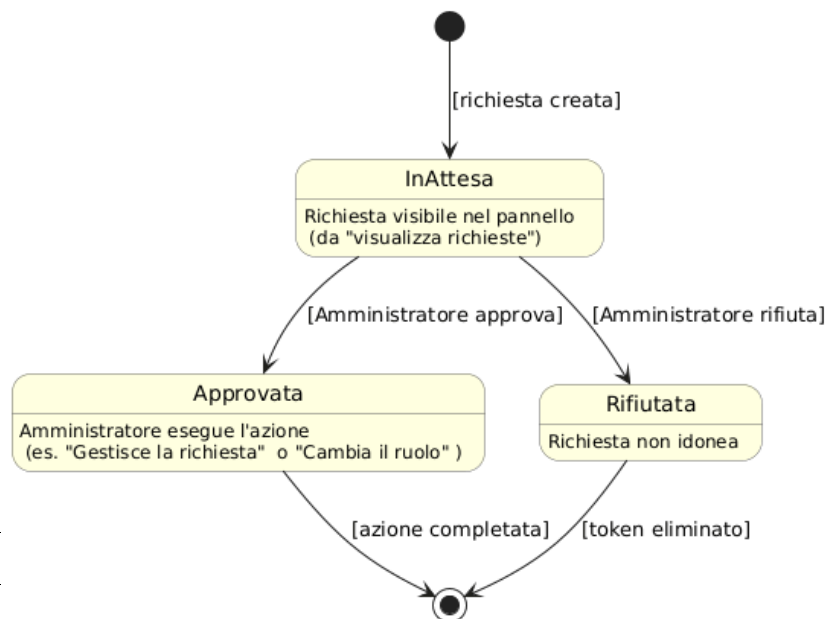 [richiesta creata]
InAttesa
Richiesta visibile nel pannello
(da "visualizza richieste")
[Amministratore approva]
[Amministratore rifiuta]
Approvata
Amministratore esegue l'azione
(es. "Gestisce la richiesta"  o "Cambia il ruolo" )
Rifiutata
Richiesta non idonea
[azione completata]
[token eliminato]